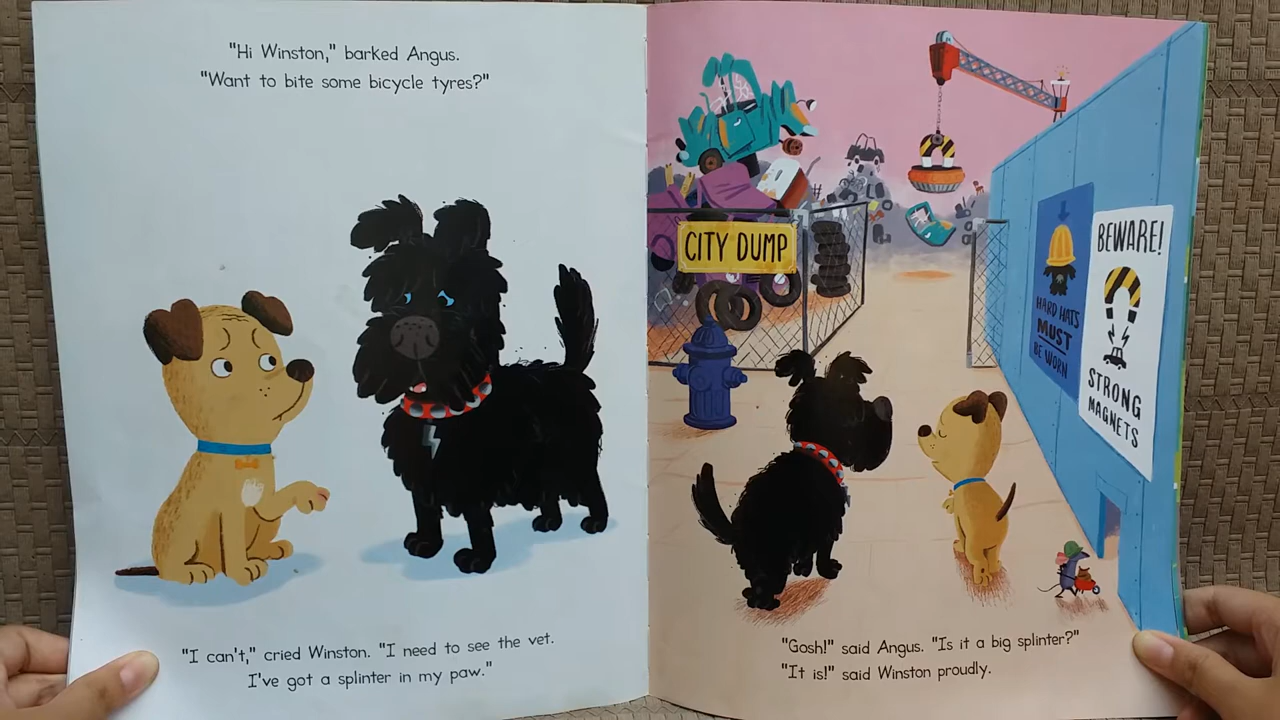 "Hi Winston," barked Angus.
"Want to bite some bicycle tyres?"
"I can't," cried Winston. "I need to see the vet.
I've got a splinter in my paw."
CITY DUMP
HARD HATS
MUST
BE WORN
BEWARE!
STRONG
MAGNETS
"Gosh!" said Angus. "Is it a big splinter?"
"It is!" said Winston proudly.